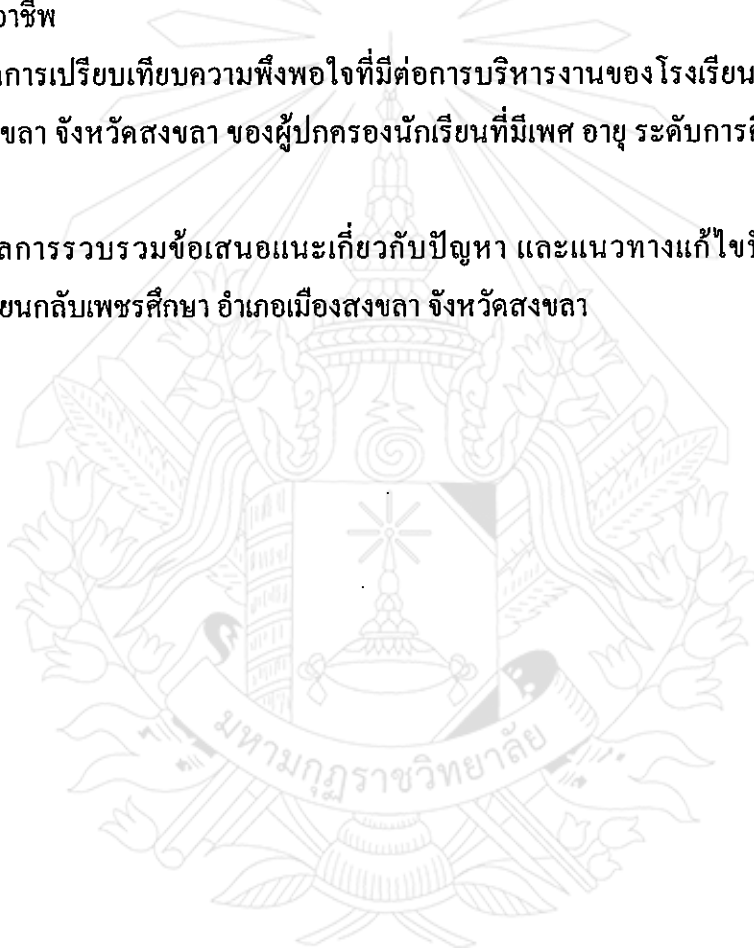 อาชีพ
การเปรียบเทียบความพึงพอใจที่มีต่อการบริหารงานของโรงเรียน
ขลา จังหวัดสงขลา ของผู้ปกครองนักเรียนที่มีเพศ อายุ ระดับการ
ลการรวบรวมข้อเสนอแนะเกี่ยวกับปัญหา และแนวทางแก้ไข
ยนกลับเพชรศึกษา อำเภอเมืองสงขลา จังหวัดสงขลา
มหามกุฏราชวิทยาลัย